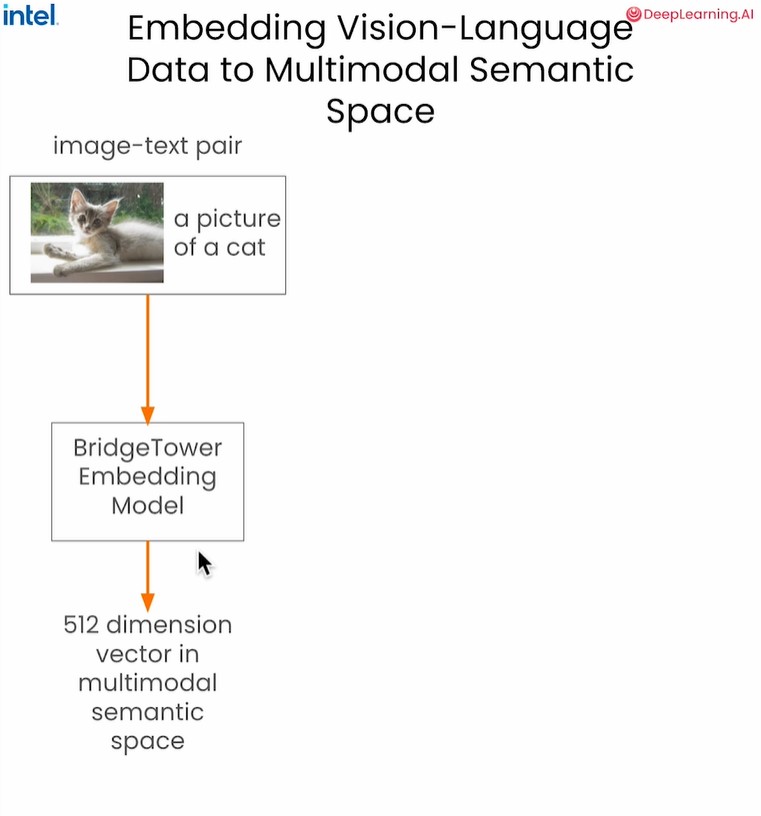 intel.
DeepLearning.AI
Embedding Vision-Language
Data to Multimodal Semantic
Space
image-text pair
a picture
of a cat
BridgeTower
Embedding
Model
512 dimension
vector in
multimodal
semantic
space